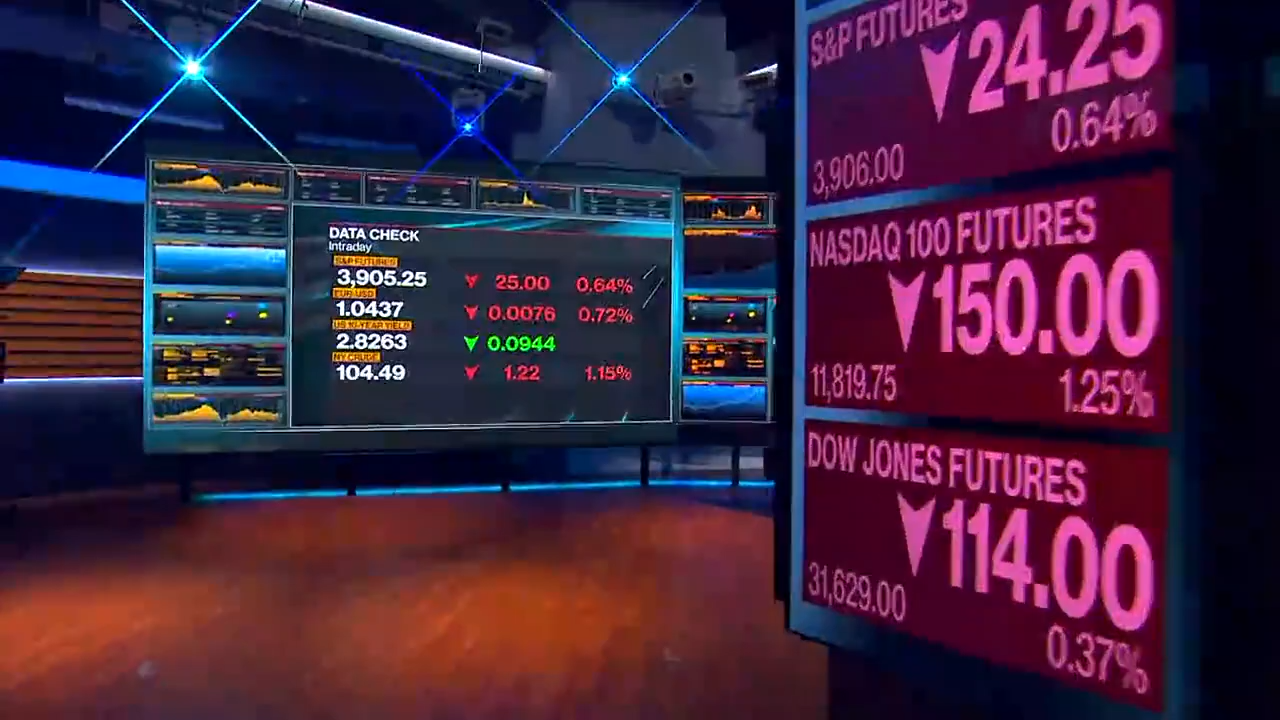 DATA CHECK
Intraday
S&P FUTURES
3,905.25 25.00 0.64%
EUR-USD
1.0437 0.0076 0.72%
US 10-YEAR YIELD
2.8263 0.0944
NY CRUDE
104.49 1.22 1.15%
S&P FUTURES
24.25
0.64%
3,906.00
NASDAQ 100 FUTURES
150.00
11,819.75
1.25%
DOW JONES FUTURES
114.00
31,629.00
0.37%